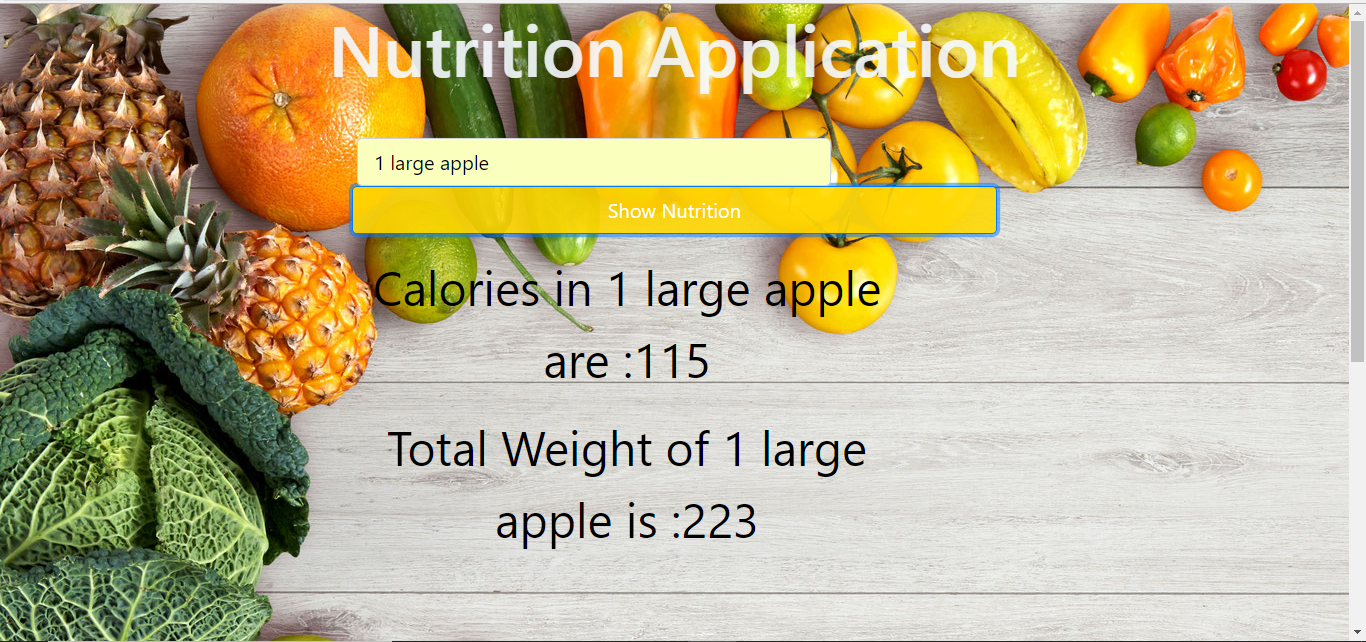 Nutrition Application
1 large apple
Show Nutrition
Calories in 1 large apple
are :115
Total Weight of 1 large
apple is :223